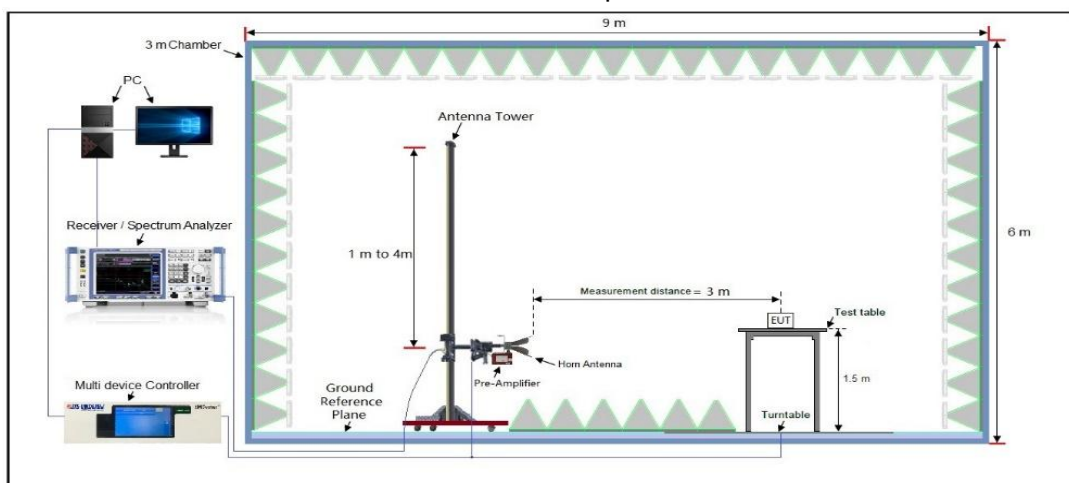 9 m
3 m Chamber
PC
Antenna Tower
Receiver / Spectrum Analyzer
6 m
1 m to 4m
Measurement distance = 3 m
EUT
Test table
Horn Antenna
Pre-Amplifier
1.5 m
Multi device Controller
Ground
Reference
Plane
Turntable